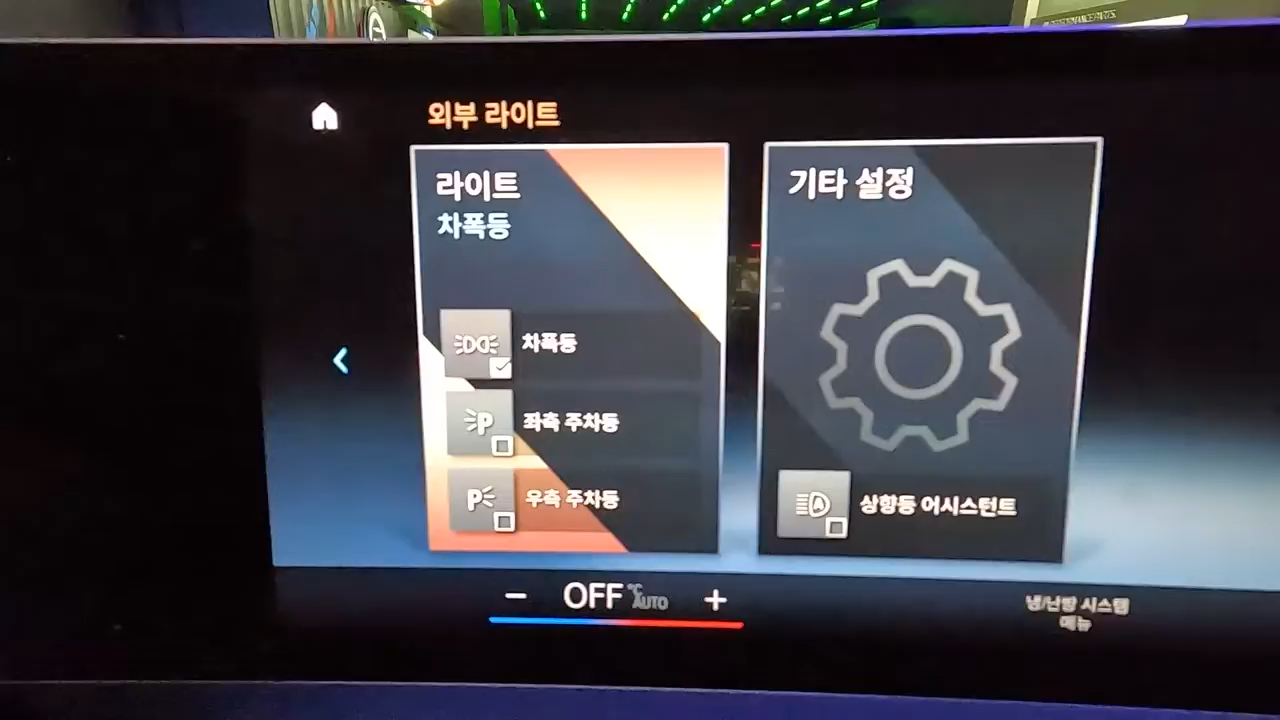 외부 라이트
라이트
차폭등
차폭등
좌측 주차등
P
우측 주차등
P
기타 설정
A
상향등 어시스턴트
− OFF °C AUTO +
냉/난방 시스템
메뉴